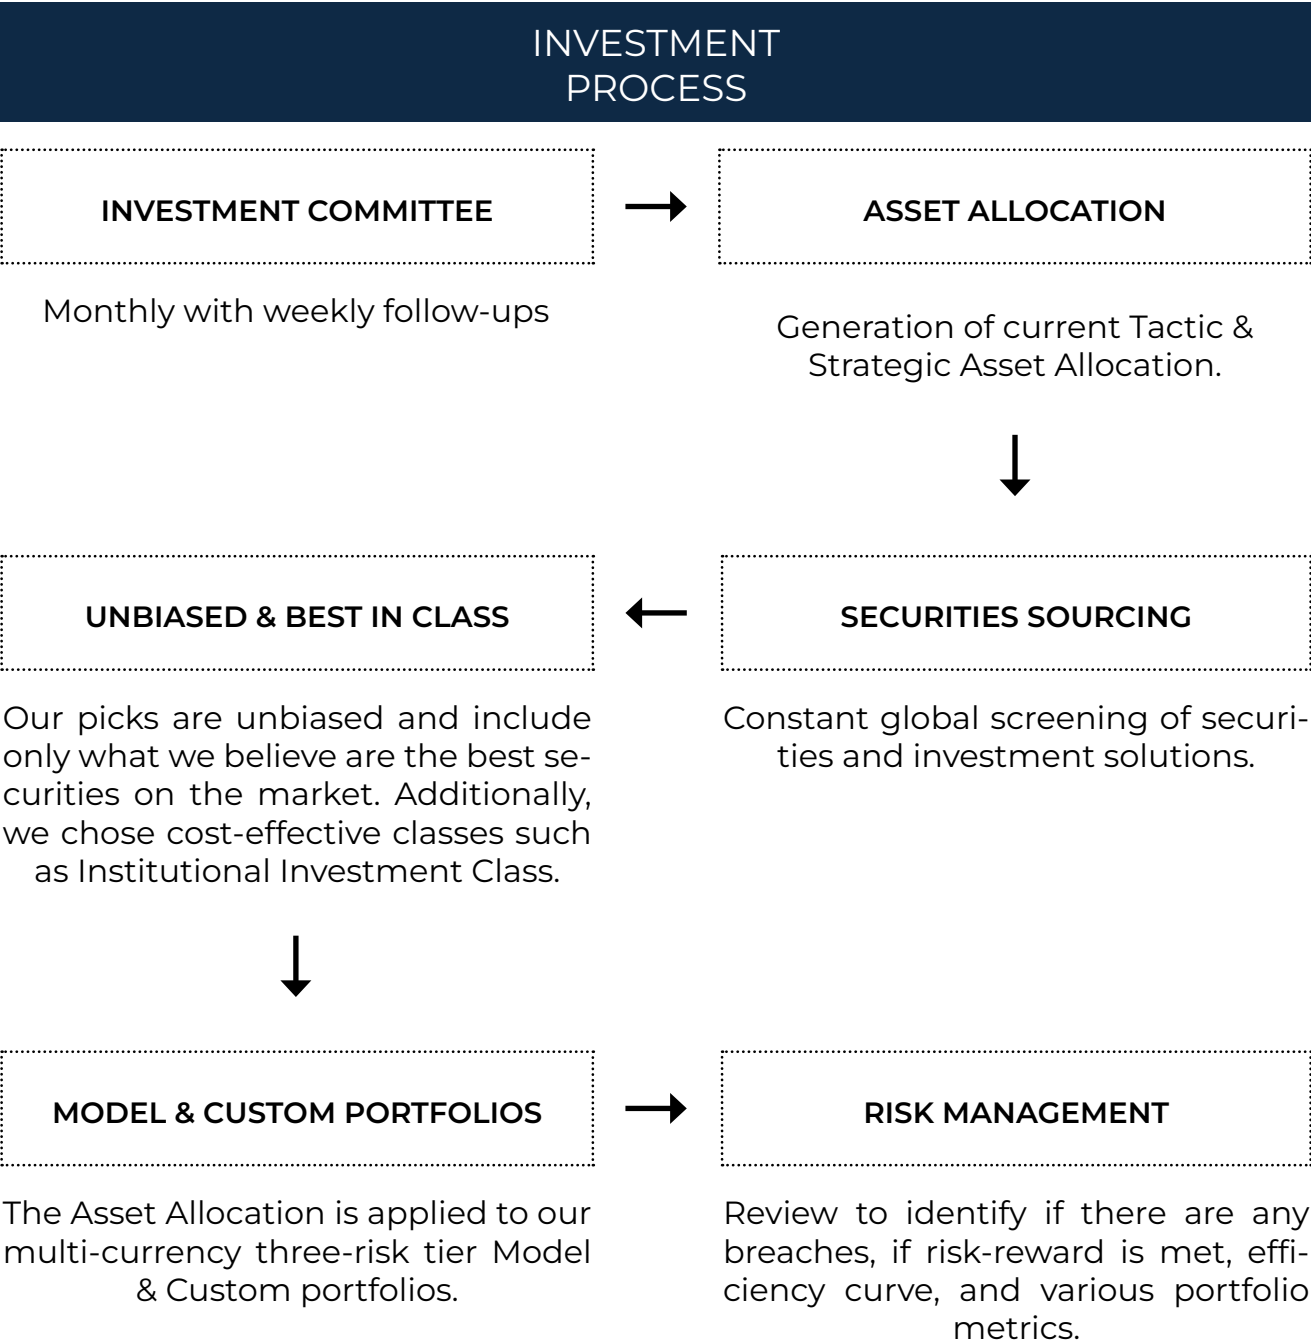 INVESTMENT
PROCESS
INVESTMENT COMMITTEE
Monthly with weekly follow-ups
ASSET ALLOCATION
Generation of current Tactic &
Strategic Asset Allocation.
SECURITIES SOURCING
Constant global screening of securi-
ties and investment solutions.
UNBIASED & BEST IN CLASS
Our picks are unbiased and include
only what we believe are the best se-
curities on the market. Additionally,
we chose cost-effective classes such
as Institutional Investment Class.
MODEL & CUSTOM PORTFOLIOS
The Asset Allocation is applied to our
multi-currency three-risk tier Model
& Custom portfolios.
RISK MANAGEMENT
Review to identify if there are any
breaches, if risk-reward is met, effi-
ciency curve, and various portfolio
metrics.